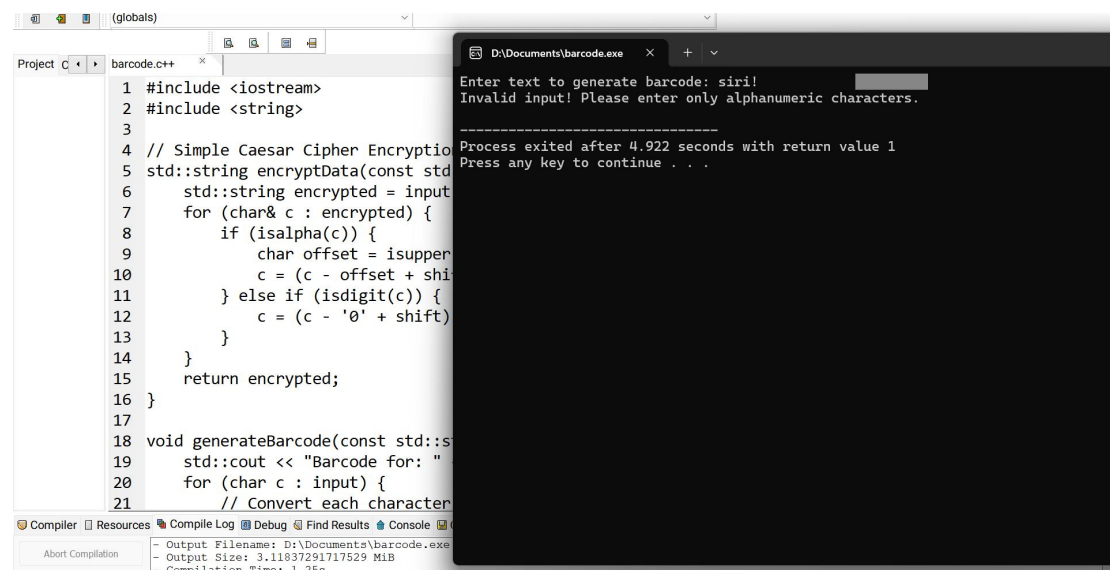 (globals)
Project
barcode.c++
1 #include <iostream>
2 #include <string>
3
4 // Simple Caesar Cipher
5 std::string encryptData(const
6 std::string encrypted = input
7 for (char& c : encrypted) {
8 if (isalpha(c)) {
9 char offset = isupper
10 c = (c - offset +
11 } else if (isdigit(c)) {
12 c = (c - '0' + shift)
13 }
14 }
15 return encrypted;
16 }
17
18 void generateBarcode(const
19 std::cout << "Barcode for: "
20 for (char c : input) {
21 // Convert each character
Compiler Resources Compile Log Debug Find Results Console
Abort Compilation
- Output Filename: D:\Documents\barcode.exe
- Output Size: 3.11837291717529 MiB
- Compilation Time: 1.25s
D:\Documents\barcode.exe × + ⌄
Enter text to generate barcode: siri!
Invalid input! Please enter only alphanumeric characters.
--------------------------------
Process exited after 4.922 seconds with return value 1
Press any key to continue . . .